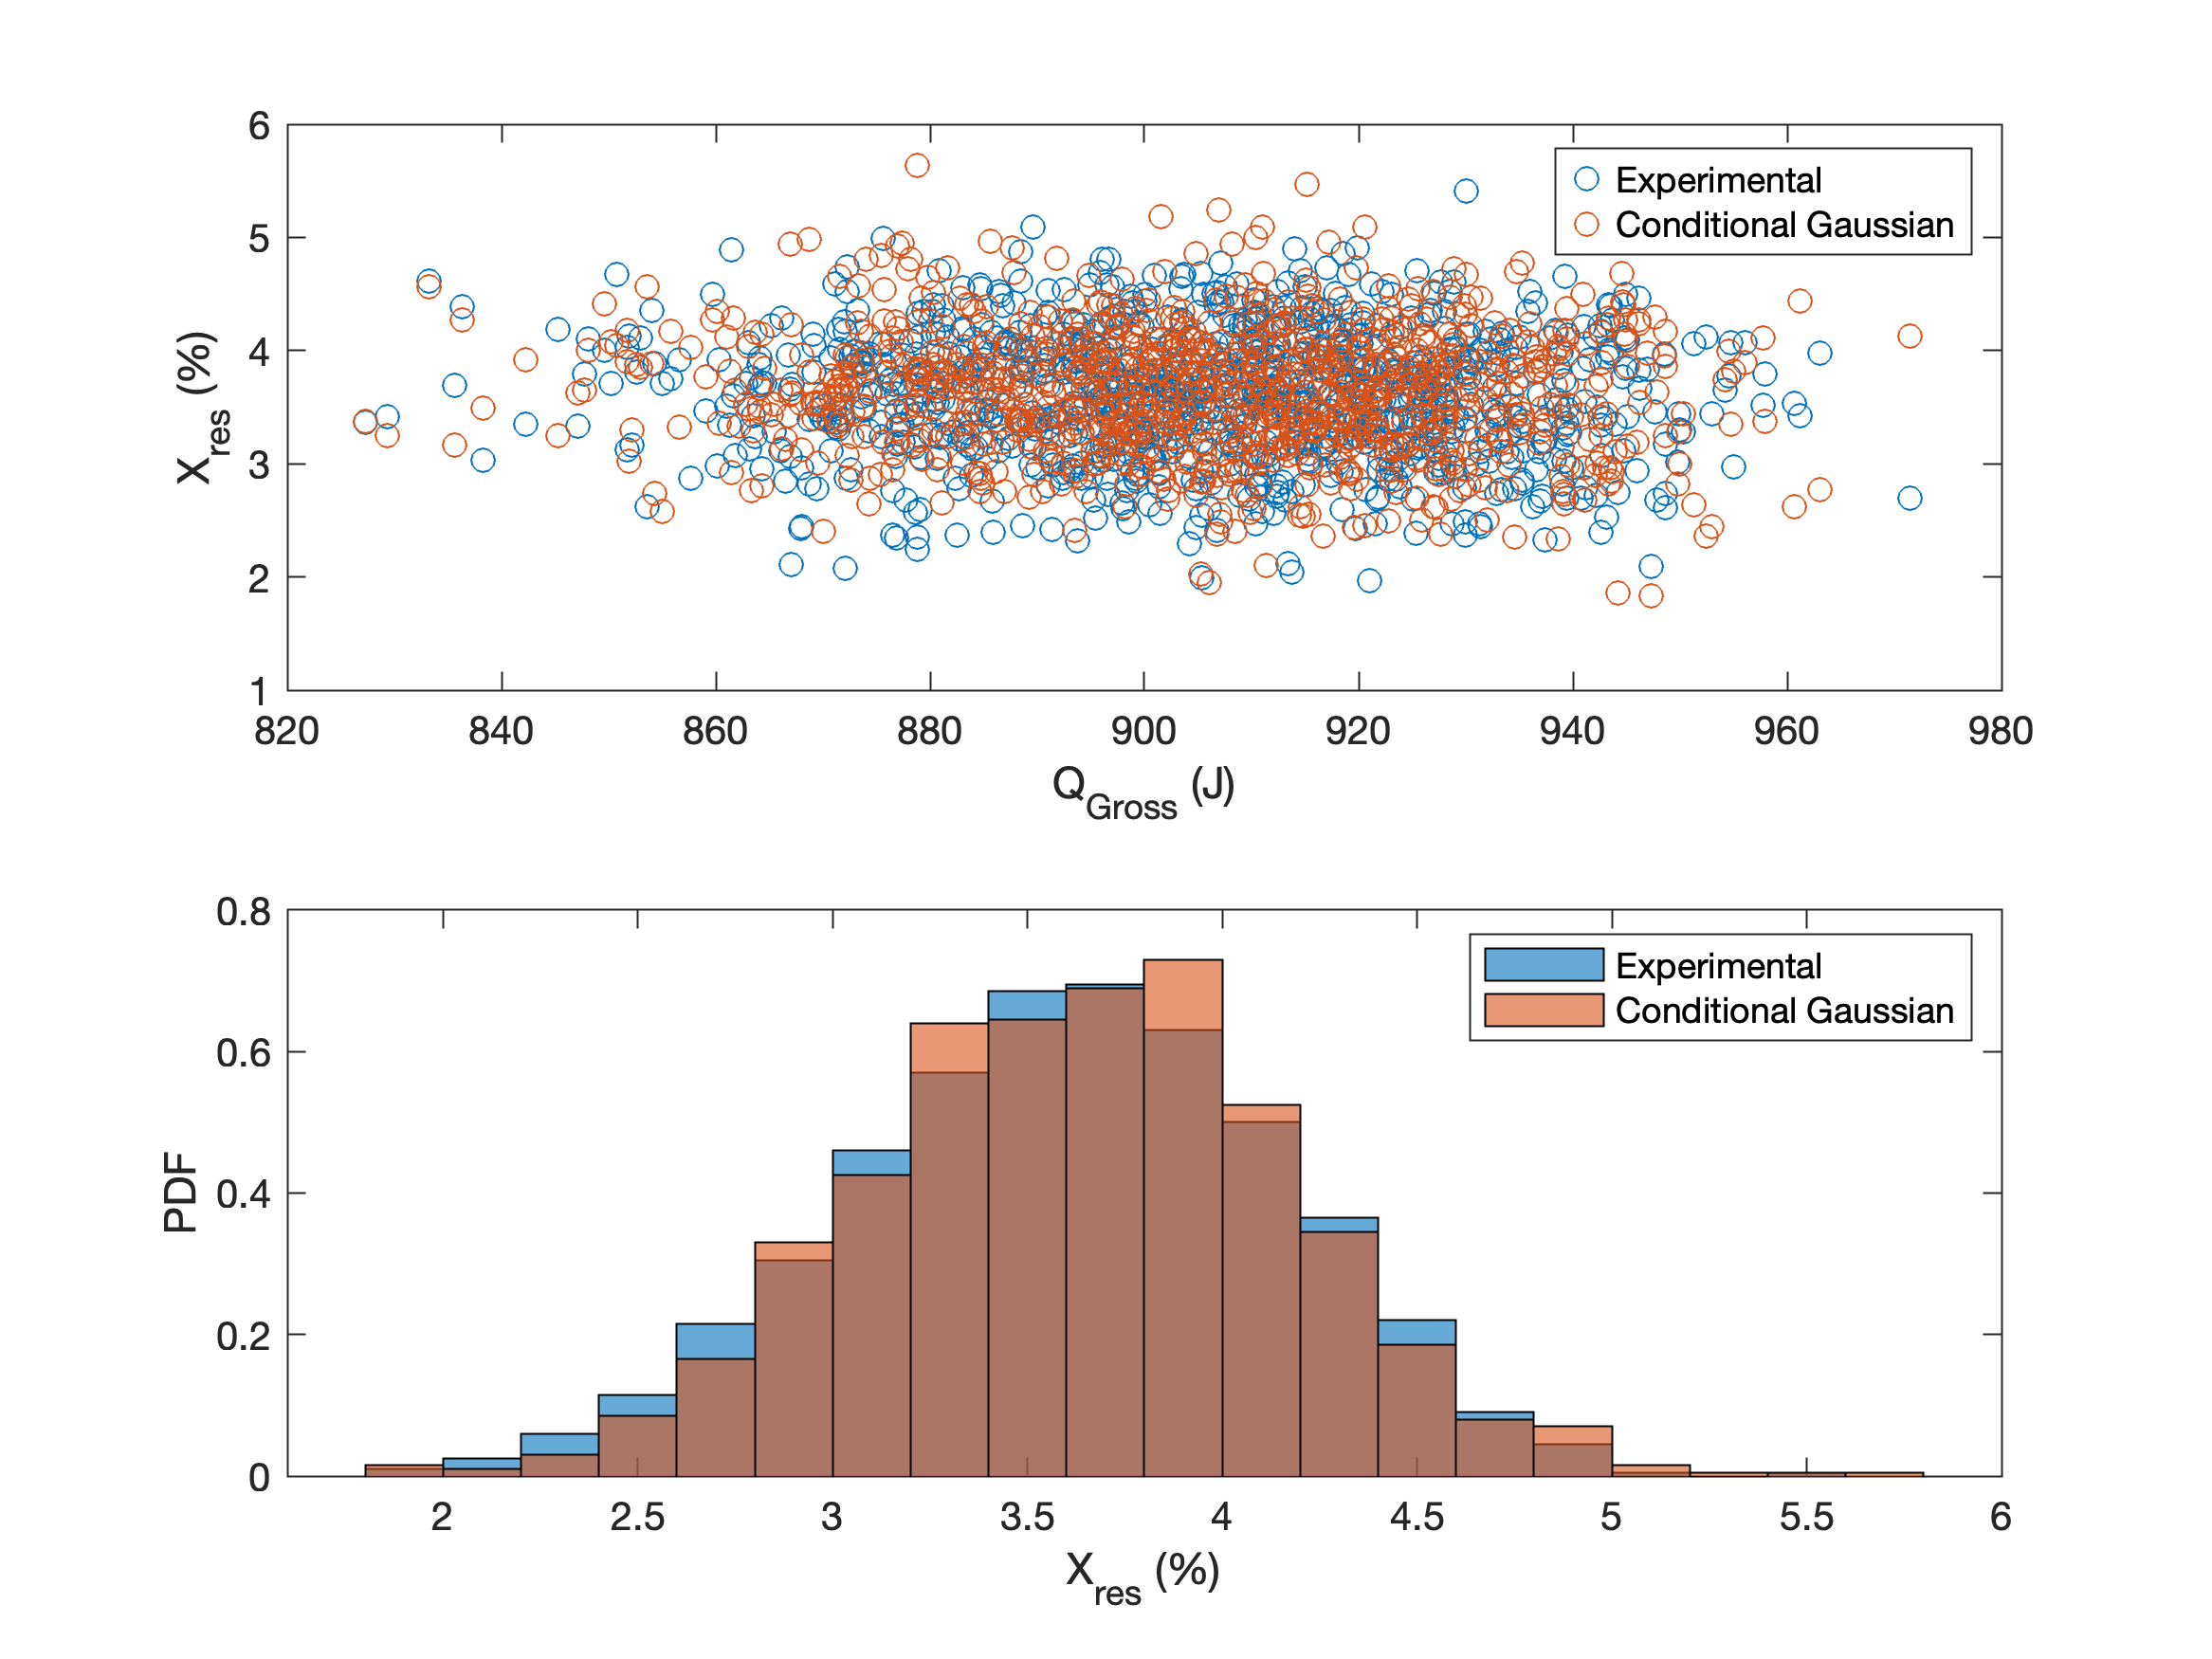 6
5
4
3
2
1
X_res (%)
Experimental
Conditional Gaussian
820 840 860 880 900 920 940 960 980
Q_Gross (J)
0.8
0.6
0.4
0.2
0
PDF
Experimental
Conditional Gaussian
2 2.5 3 3.5 4 4.5 5 5.5 6
X_res (%)